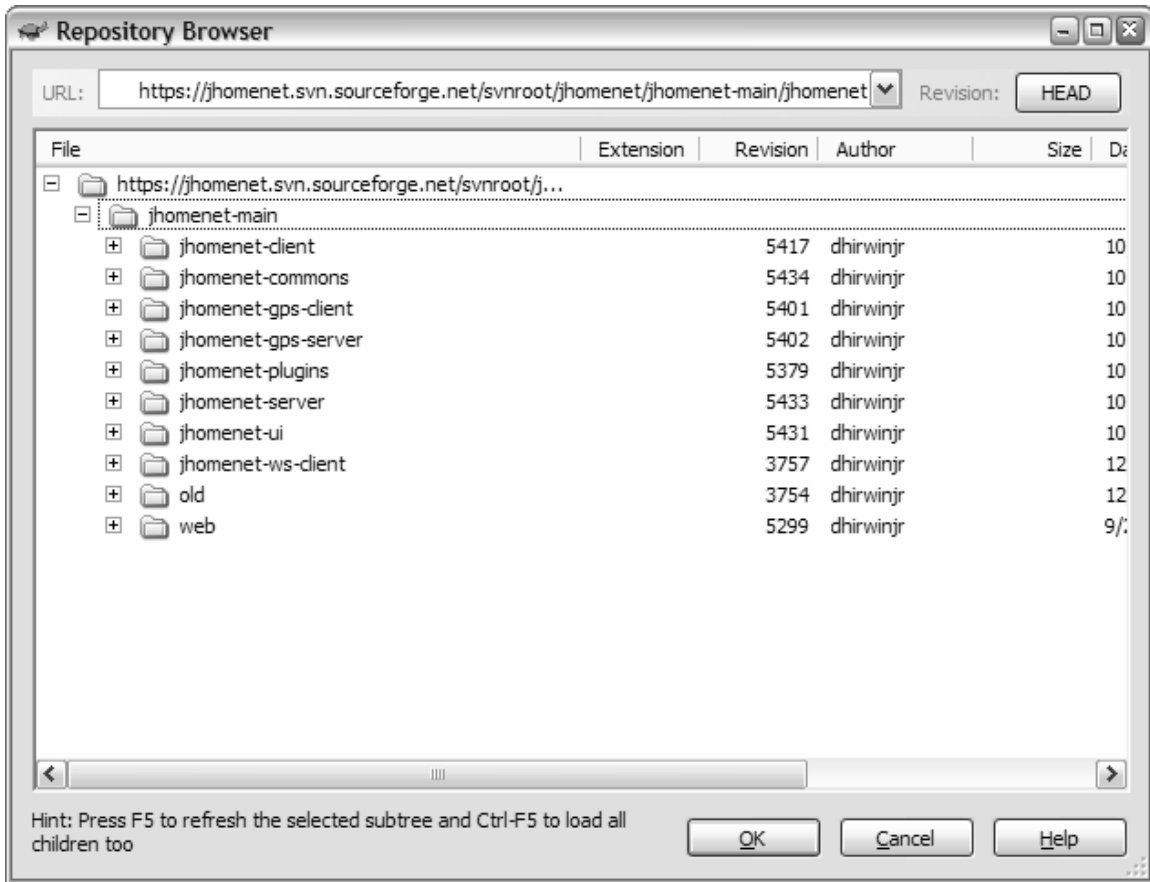 Repository Browser
URL: https://jhomenet.svn.sourceforge.net/svnroot/jhomenet/jhomenet-main/jhomenet Revision: HEAD
File Extension Revision Author Size Da
https://jhomenet.svn.sourceforge.net/svnroot/j...
jhomenet-main
jhomenet-client 5417 dhirwinjr 10
jhomenet-commons 5434 dhirwinjr 10
jhomenet-gps-client 5401 dhirwinjr 10
jhomenet-gps-server 5402 dhirwinjr 10
jhomenet-plugins 5379 dhirwinjr 10
jhomenet-server 5433 dhirwinjr 10
jhomenet-ui 5431 dhirwinjr 10
jhomenet-ws-client 3757 dhirwinjr 12
old 3754 dhirwinjr 12
web 5299 dhirwinjr 9/2
Hint: Press F5 to refresh the selected subtree and Ctrl-F5 to load all
children too
OK Cancel Help